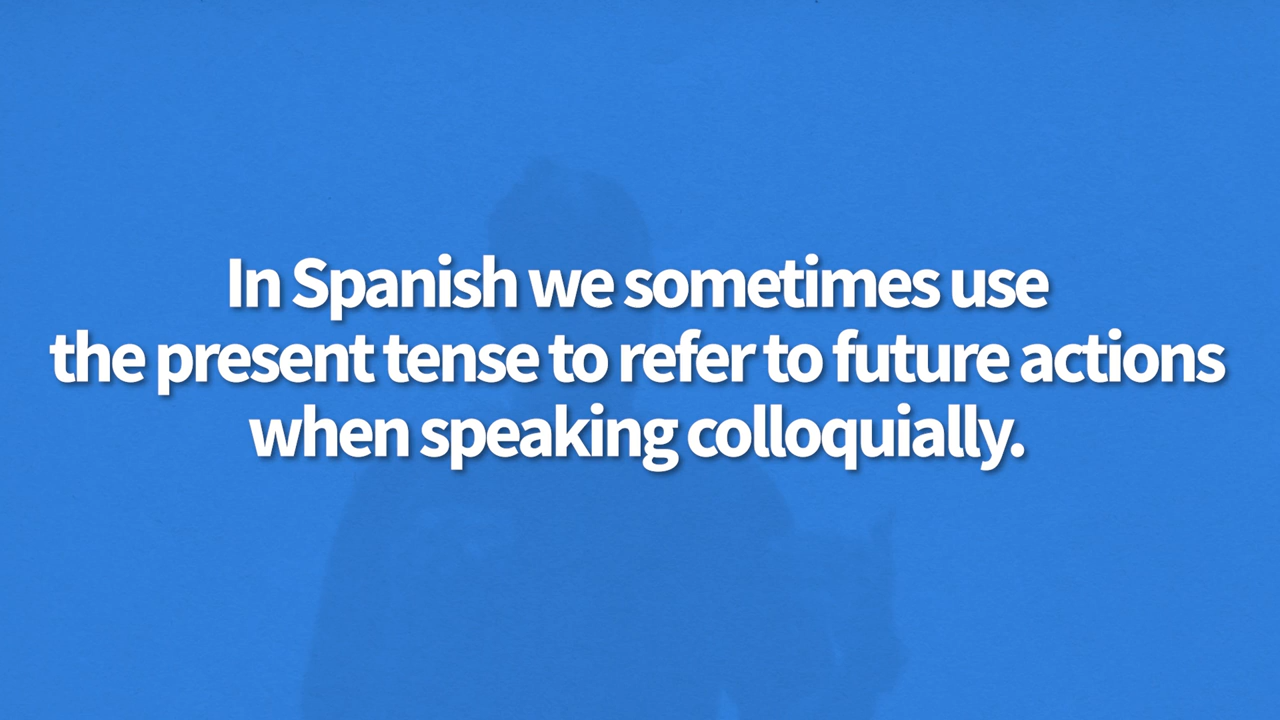 In Spanish we sometimes use
the present tense to refer to future actions
when speaking colloquially.